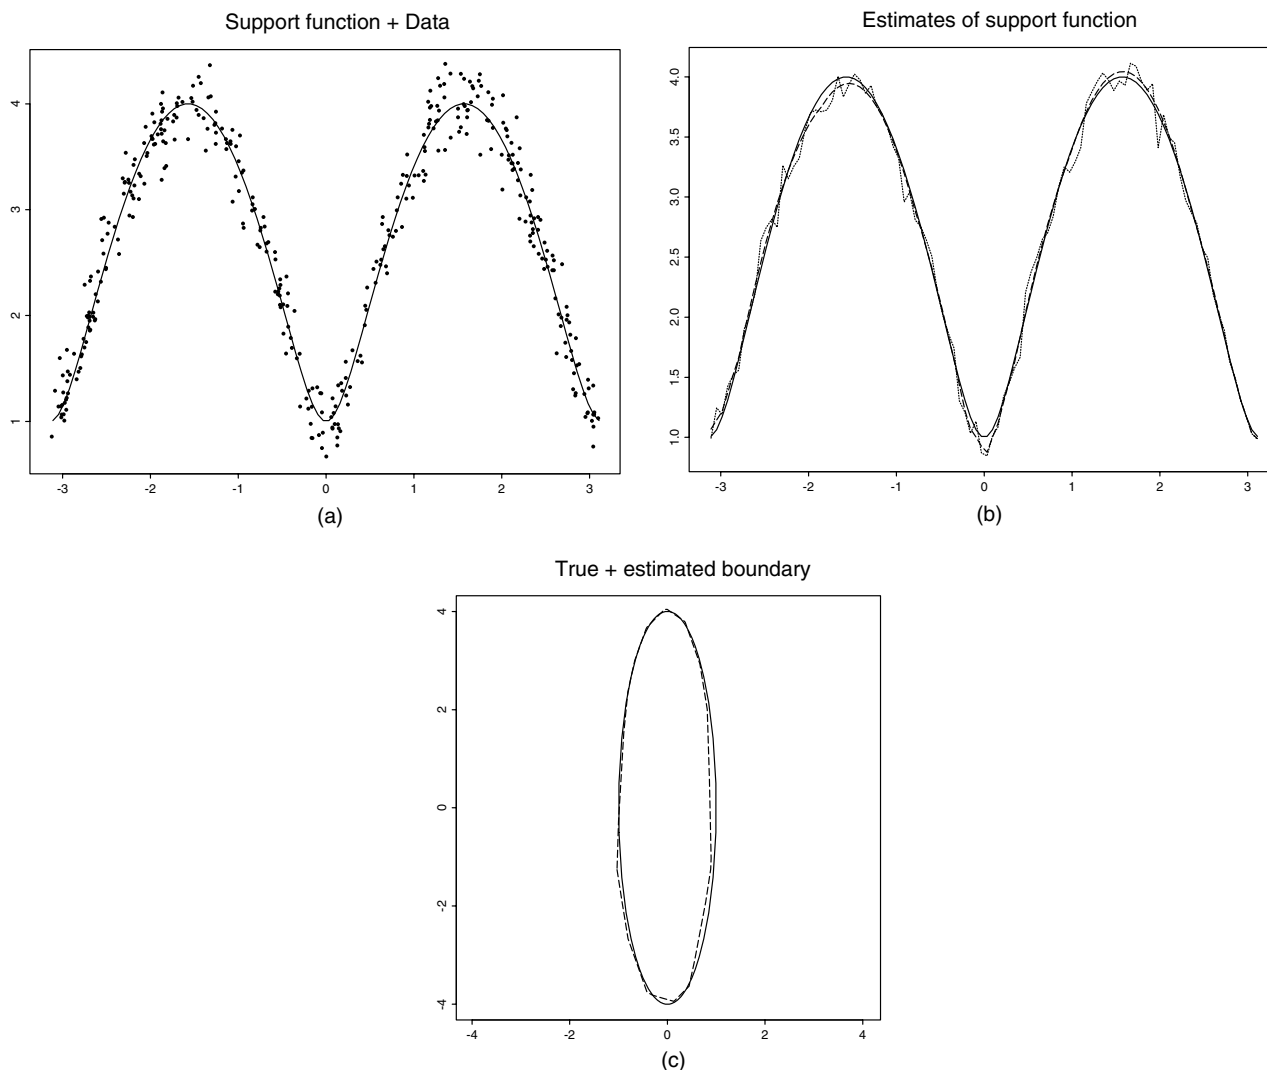 Support function + Data
4
3
2
1
-3 -2 -1 0 1 2 3
(a)
Estimates of support function
4.0
3.5
3.0
2.5
2.0
1.5
1.0
-3 -2 -1 0 1 2 3
(b)
True + estimated boundary
4
2
0
-2
-4
-4 -2 0 2 4
(c)